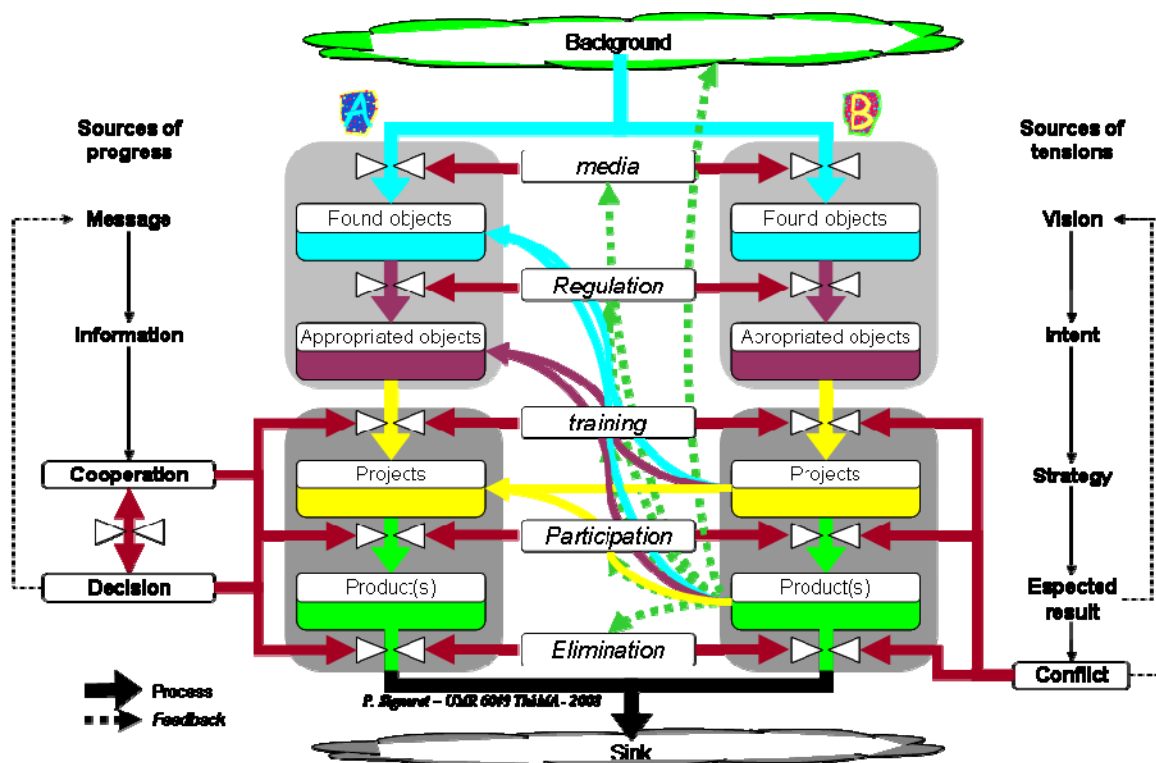 Background
A
B
Sources of
progress
Sources of
tensions
media
Message
Found objects
Found objects
Vision
Regulation
Information
Appropriated objects
Apropriated objects
Intent
training
Cooperation
Projects
Projects
Strategy
Participation
Decision
Product(s)
Product(s)
Expected
result
Elimination
Conflict
Process
Feedback
P. Signoret – UMR 6049 ThéMA - 2008
Sink